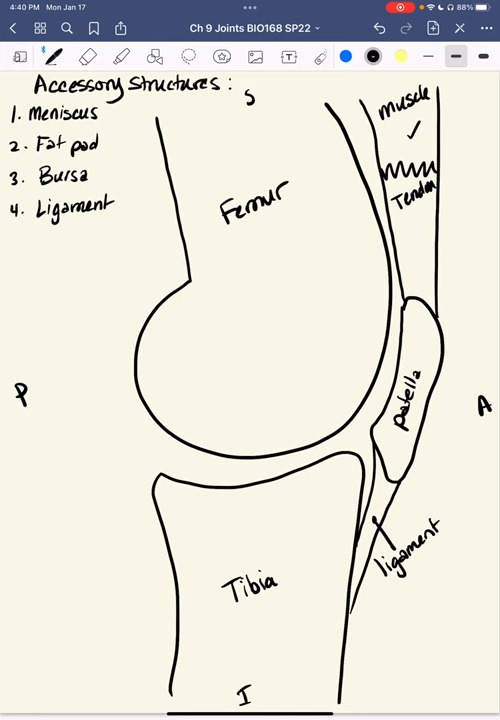 4:40 PM Mon Jan 17
88%
Ch 9 Joints BIO168 SP22
Accessory structures:
S
1. Meniscus
2. Fat pad
3. Bursa
4. Ligament
Muscle
Tendon
Femur
P
patella
A
ligament
Tibia
I